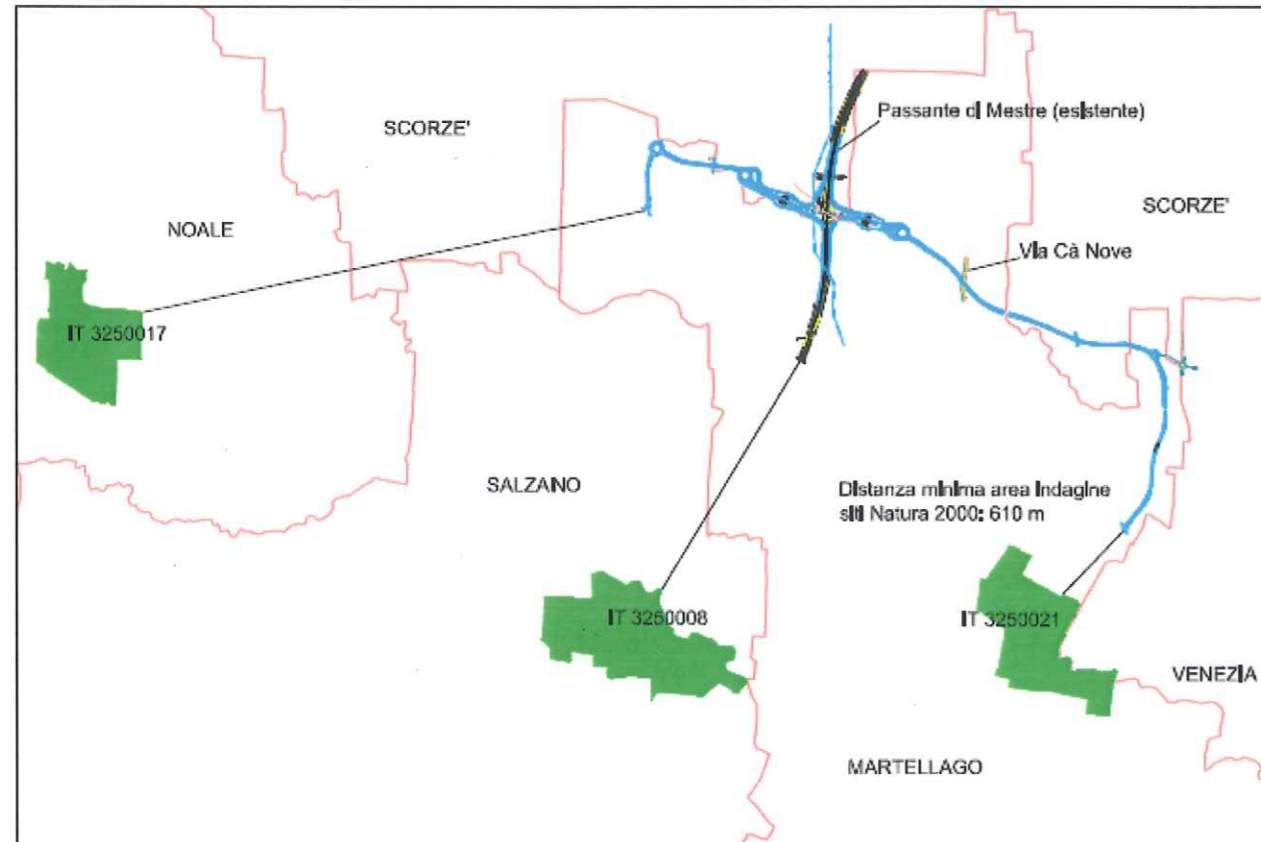 Passante di Mestre (esistente)
SCORZE'
SCORZE'
NOALE
Via Cà Nove
IT 3250017
SALZANO
Distanza minima area indagine
siti Natura 2000: 610 m
IT 3250008
IT 3250021
VENEZIA
MARTELLAGO